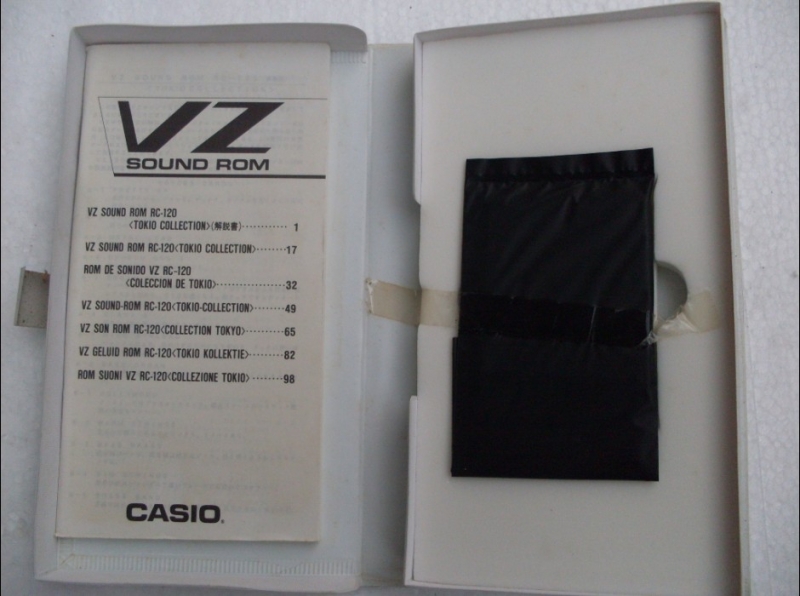 VZ
SOUND ROM
VZ SOUND ROM RC-120
<TOKIO COLLECTION>(解説書)············ 1
VZ SOUND ROM RC-120<TOKIO COLLECTION>·······17
ROM DE SONIDO VZ RC-120
<COLECCION DE TOKIO>············32
VZ SOUND-ROM RC-120<TOKIO-COLLECTION>·······49
VZ SON ROM RC-120<COLLECTION TOKYO>········65
VZ GELUID ROM RC-120<TOKIO KOLLEKTIE>·······82
ROM SUONI VZ RC-120<COLLEZIONE TOKIO>········98
CASIO®